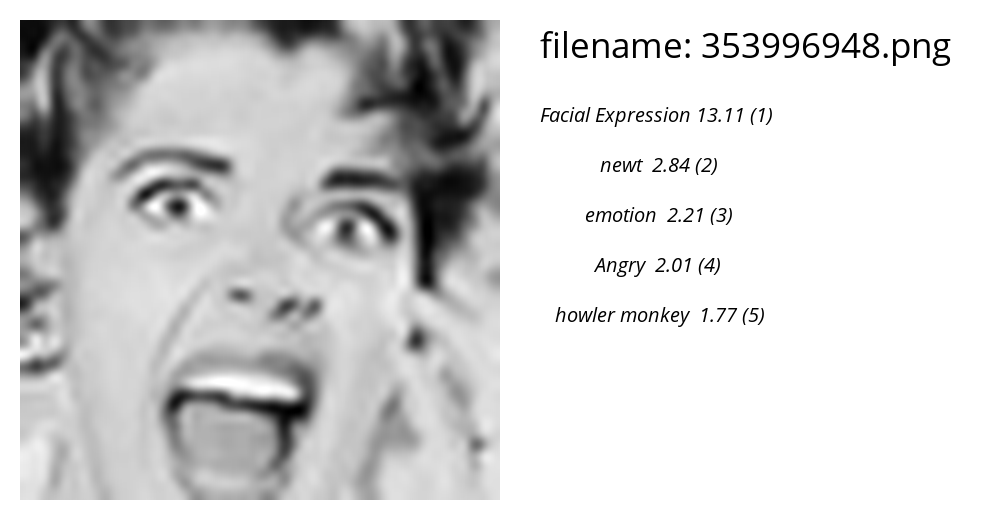 filename: 353996948.png
Facial Expression 13.11 (1)
newt 2.84 (2)
emotion 2.21 (3)
Angry 2.01 (4)
howler monkey 1.77 (5)